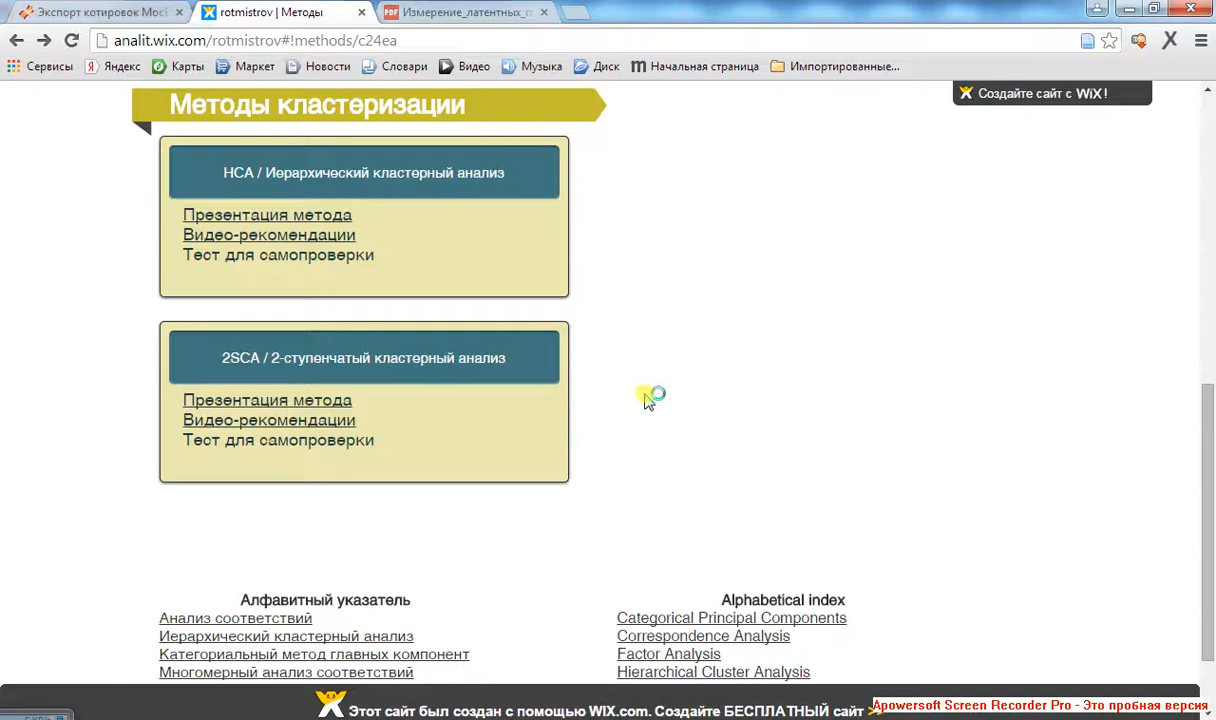 Экспорт котировок Мосб
rotmistrov | Методы
Измерение_латентных_п
analit.wix.com/rotmistrov#!methods/c24ea
Сервисы Яндекс Карты Маркет Новости Словари Видео Музыка Диск Начальная страница Импортированные...
Методы кластеризации
Создайте сайт с WiX!
HCA / Иерархический кластерный анализ
Презентация метода
Видео-рекомендации
Тест для самопроверки
2SCA / 2-ступенчатый кластерный анализ
Презентация метода
Видео-рекомендации
Тест для самопроверки
Алфавитный указатель
Анализ соответствий
Иерархический кластерный анализ
Категориальный метод главных компонент
Многомерный анализ соответствий
Alphabetical index
Categorical Principal Components
Correspondence Analysis
Factor Analysis
Hierarchical Cluster Analysis
Этот сайт был создан с помощью WIX.com. Создайте БЕСПЛАТНЫЙ сайт >>
Apowersoft Screen Recorder Pro - Это пробная версия